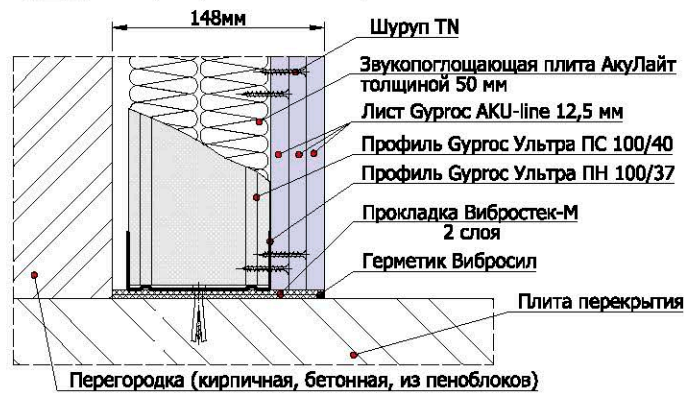 148мм
Шуруп TN
Звукопоглощающая плита АкуЛайт
толщиной 50 мм
Лист Gyproc AKU-line 12,5 мм
Профиль Gyproc Ультра ПС 100/40
Профиль Gyproc Ультра ПН 100/37
Прокладка Вибростек-М
2 слоя
Герметик Вибросил
Плита перекрытия
Перегородка (кирпичная, бетонная, из пеноблоков)